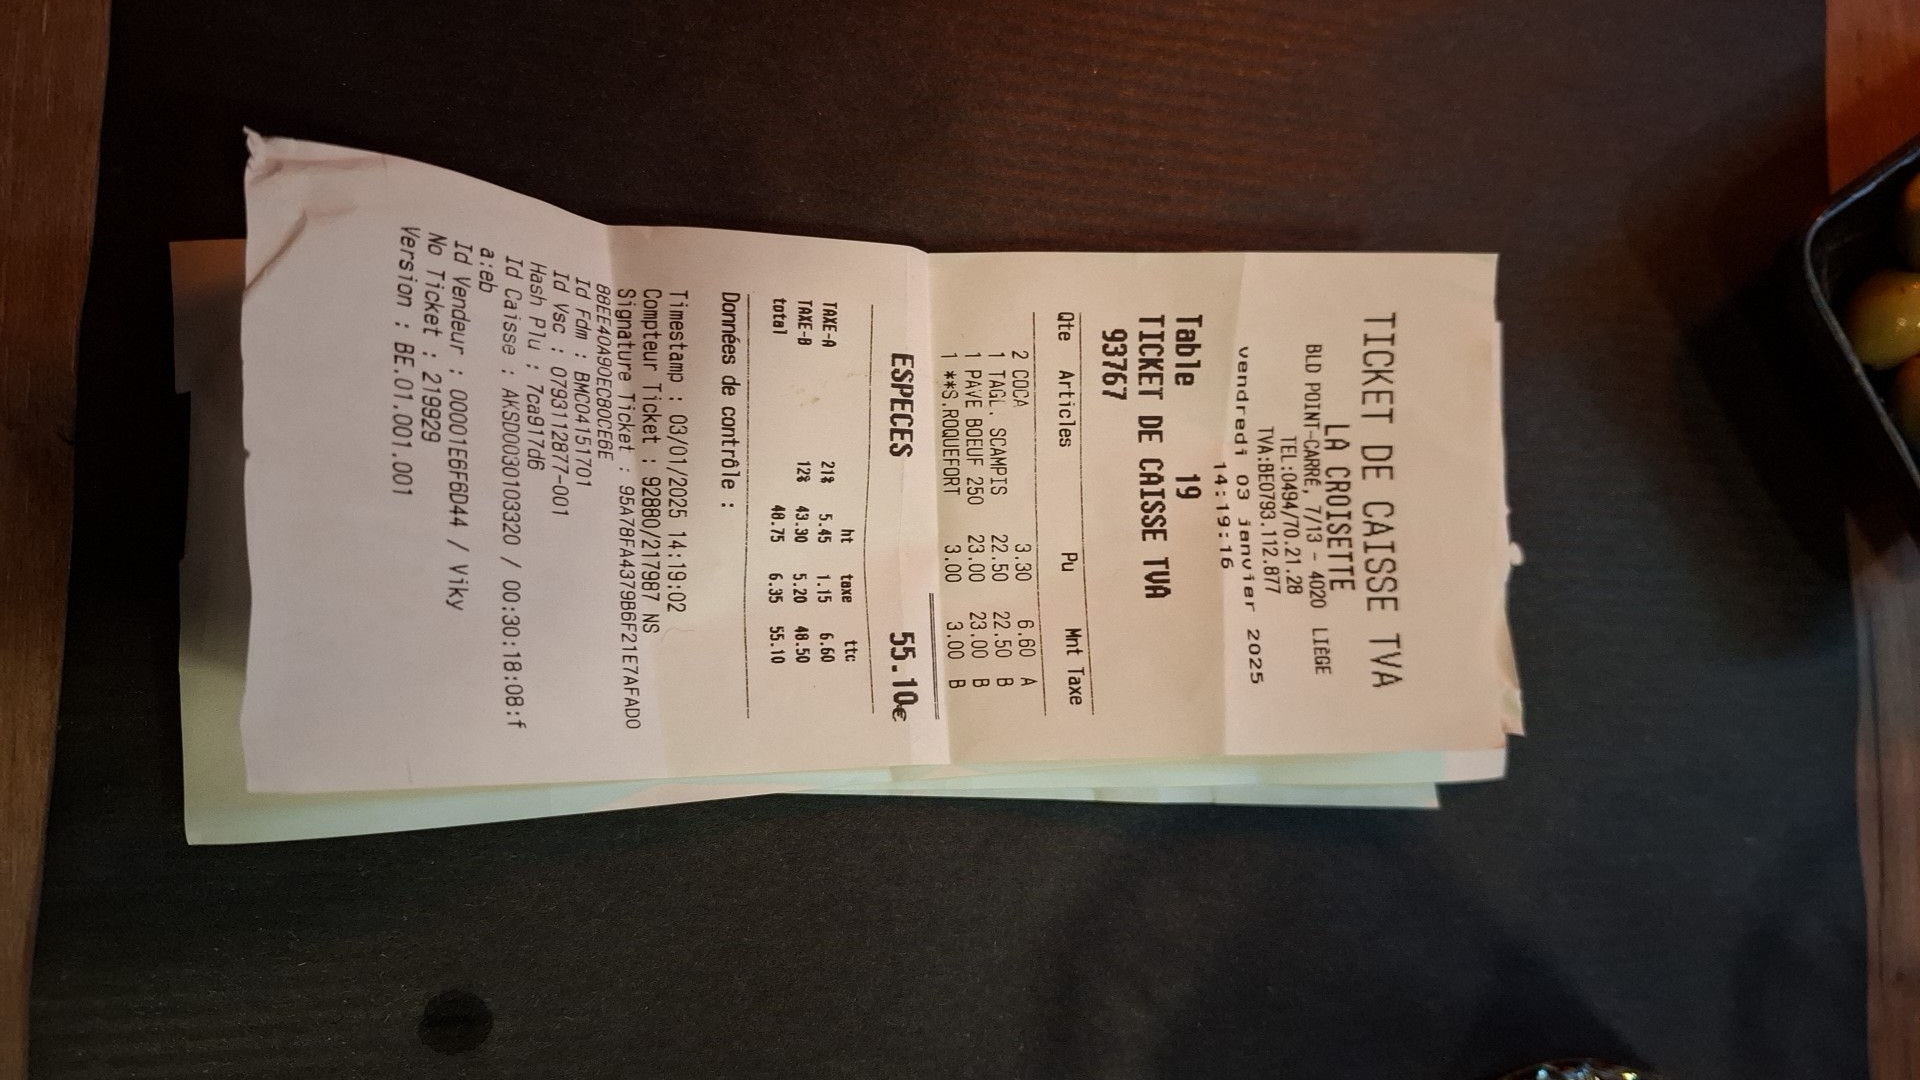 TICKET DE CAISSE TVA
LA CROISETTE
BLD POINT-CARRÉ, 7/13 - 4020 LIÈGE
TEL:0494/70.21.28
TVA:BE0793.112.877
vendredi 03 janvier 2025
14:19:16
Table 19
TICKET DE CAISSE TVA
93767
Qte Articles Pu Mnt Taxe
2 COCA 3.30 6.60 A
1 TAGL. SCAMPIS 22.50 22.50 B
1 PAVE BOEUF 250 23.00 23.00 B
1 **S.ROQUEFORT 3.00 3.00 B
ESPECES 55.10€
ht taxe ttc
TAXE-A 21% 5.45 1.15 6.60
TAXE-B 12% 43.30 5.20 48.50
total 48.75 6.35 55.10
Données de contrôle :
Timestamp : 03/01/2025 14:19:02
Compteur Ticket : 92880/217987 NS
Signature Ticket : 95A78FA4379B6F21E7AFAD0
88EE40A90EC80CE6E
Id Fdm : BMC04151701
Id Vsc : 0793112877-001
Hash Plu : 7ca917d6
Id Caisse : AKSD0030103320 / 00:30:18:08:f
a:eb
Id Vendeur : 00001E6F6D44 / Viky
No Ticket : 219929
Version : BE.01.001.001